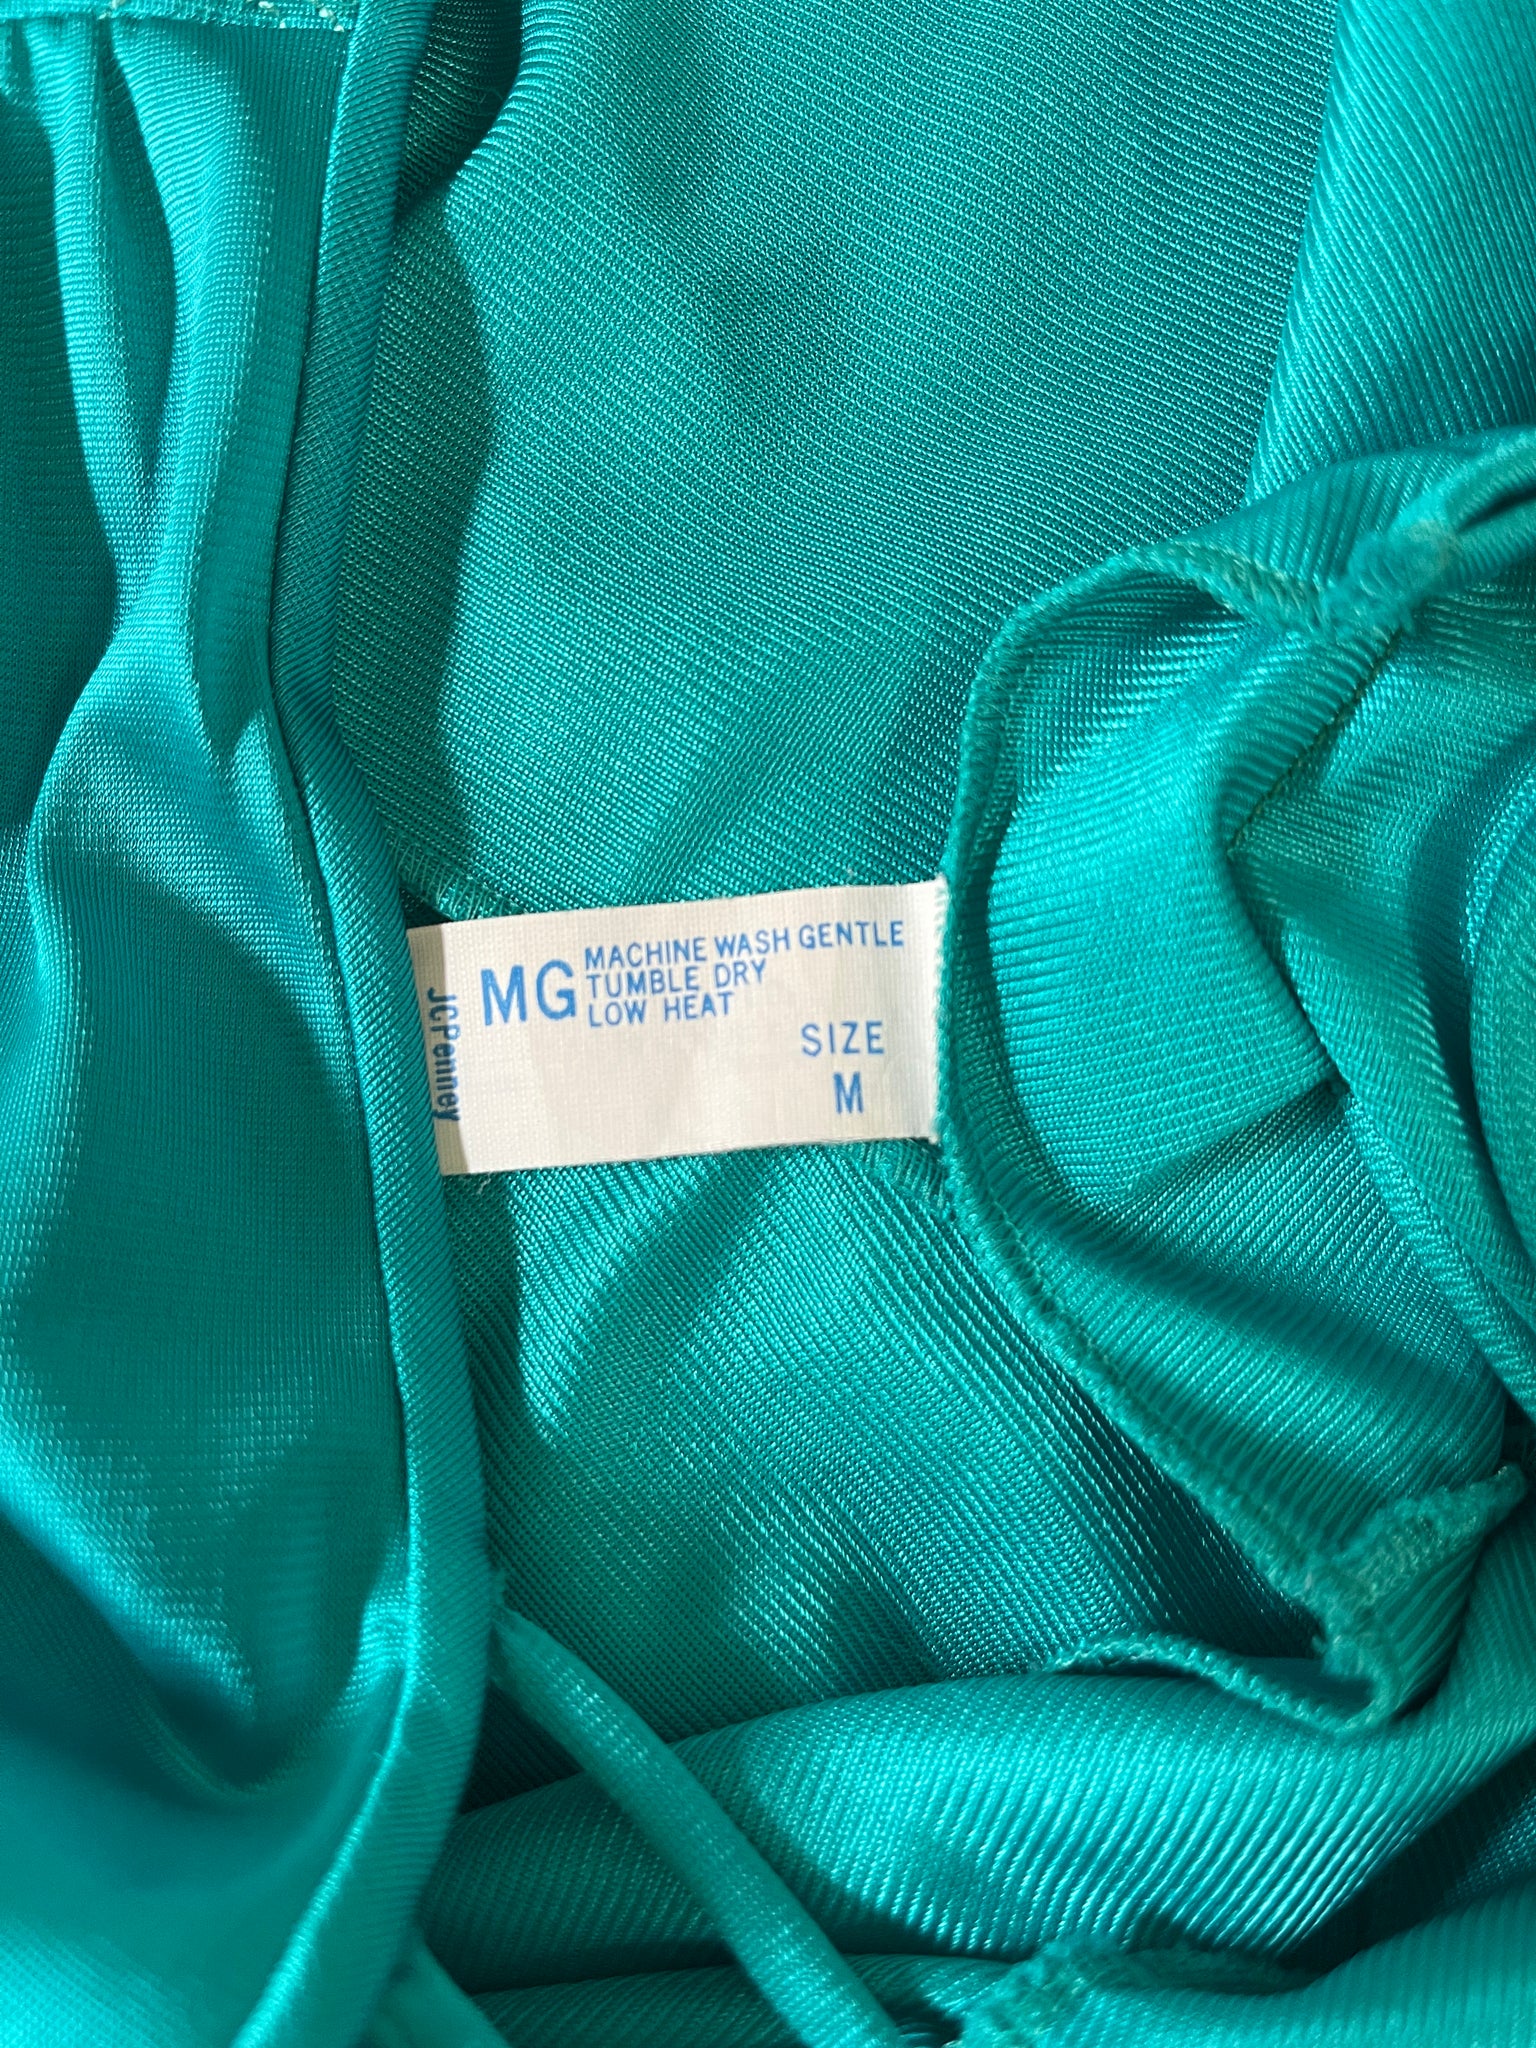 JCPenney
MG
MACHINE WASH GENTLE
TUMBLE DRY
LOW HEAT
SIZE
M